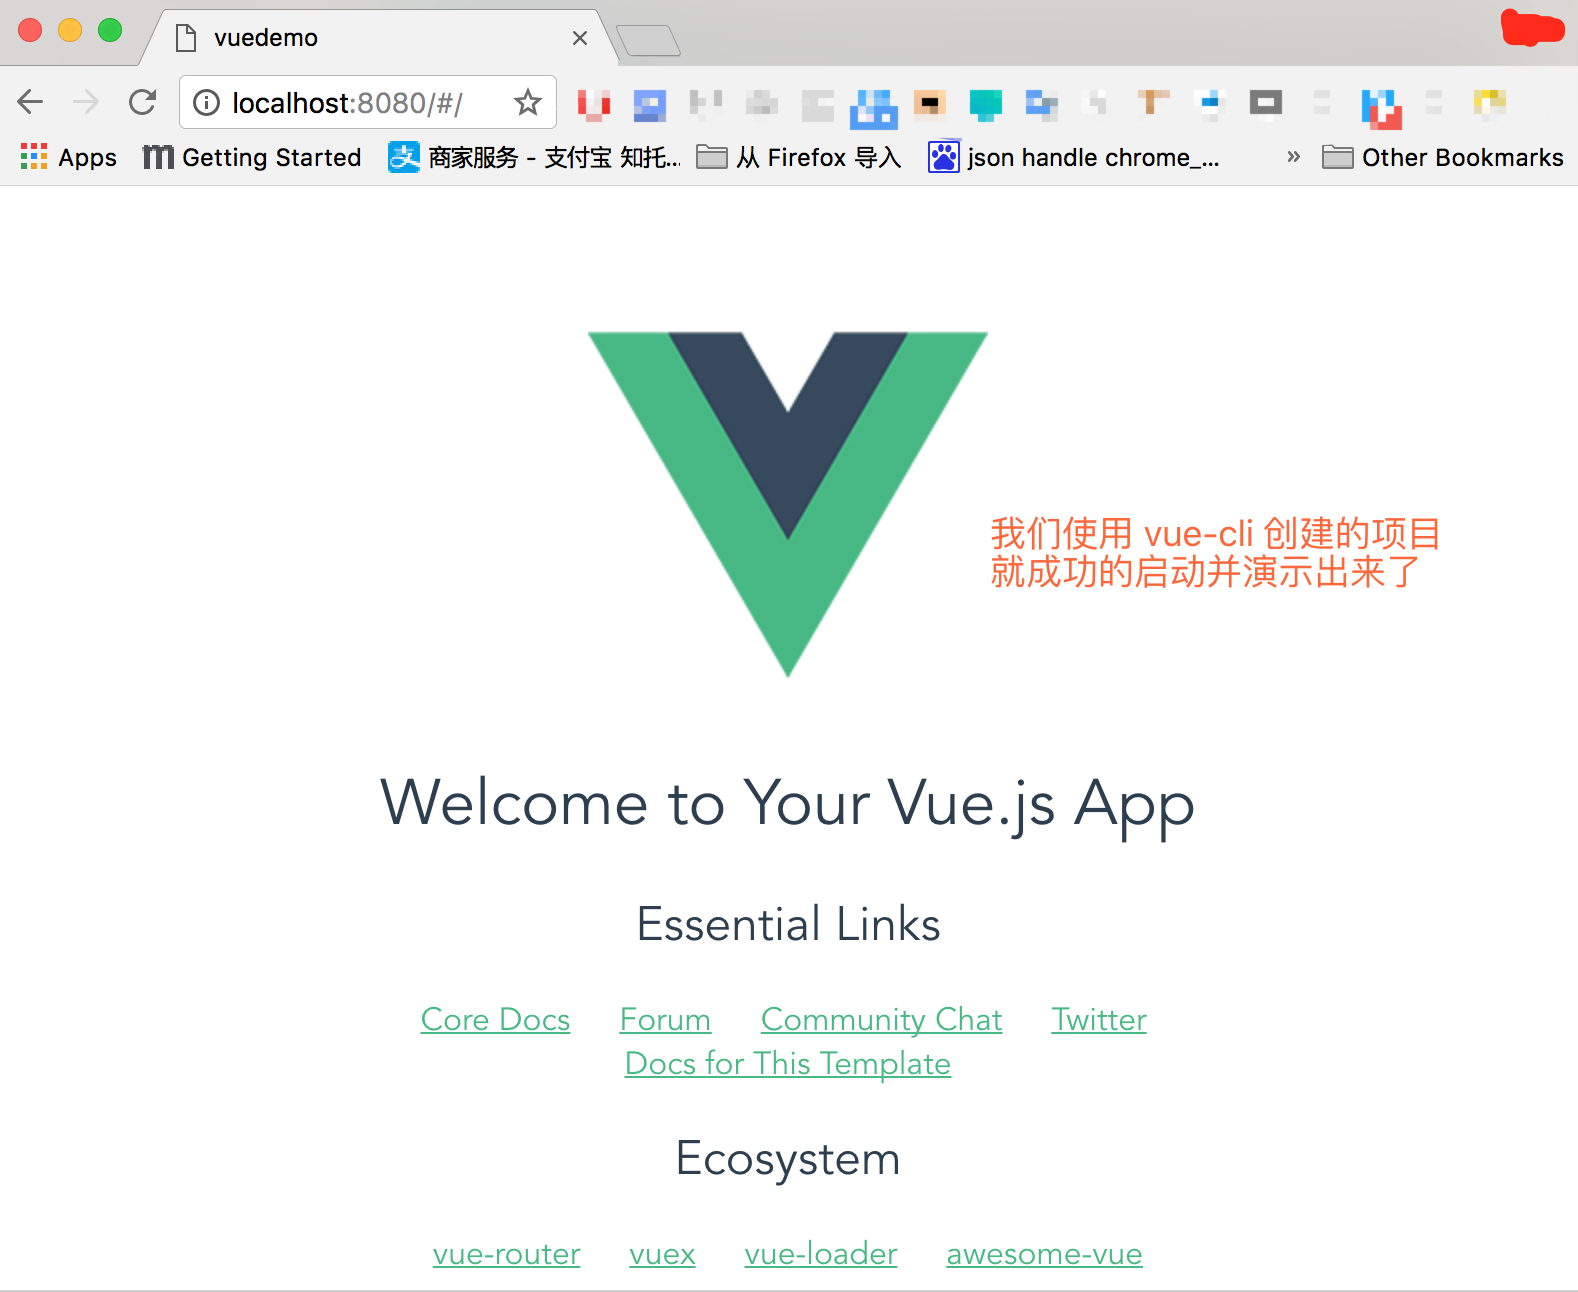 vuedemo
localhost:8080/#/
Apps Getting Started 商家服务 - 支付宝 知托... 从 Firefox 导入 json handle chrome_... » Other Bookmarks
我们使用 vue-cli 创建的项目
就成功的启动并演示出来了
Welcome to Your Vue.js App
Essential Links
Core Docs Forum Community Chat Twitter
Docs for This Template
Ecosystem
vue-router vuex vue-loader awesome-vue